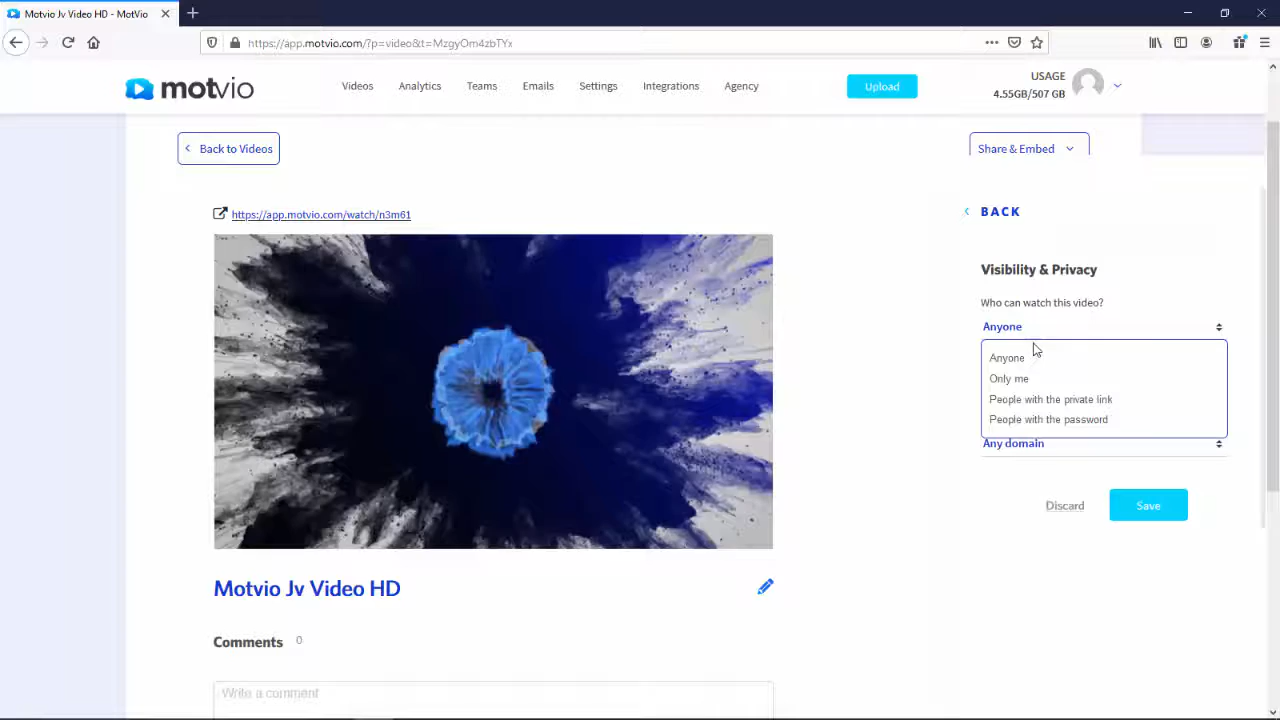 Motvio Jv Video HD - MotVio
https://app.motvio.com/?p=video&t=MzgyOm4zbTYx
motvio
Videos
Analytics
Teams
Emails
Settings
Integrations
Agency
Upload
USAGE
4.55GB/507 GB
Back to Videos
Share & Embed
https://app.motvio.com/watch/n3m61
BACK
Visibility & Privacy
Who can watch this video?
Anyone
Anyone
Only me
People with the private link
People with the password
Any domain
Discard
Save
Motvio Jv Video HD
Comments 0
Write a comment